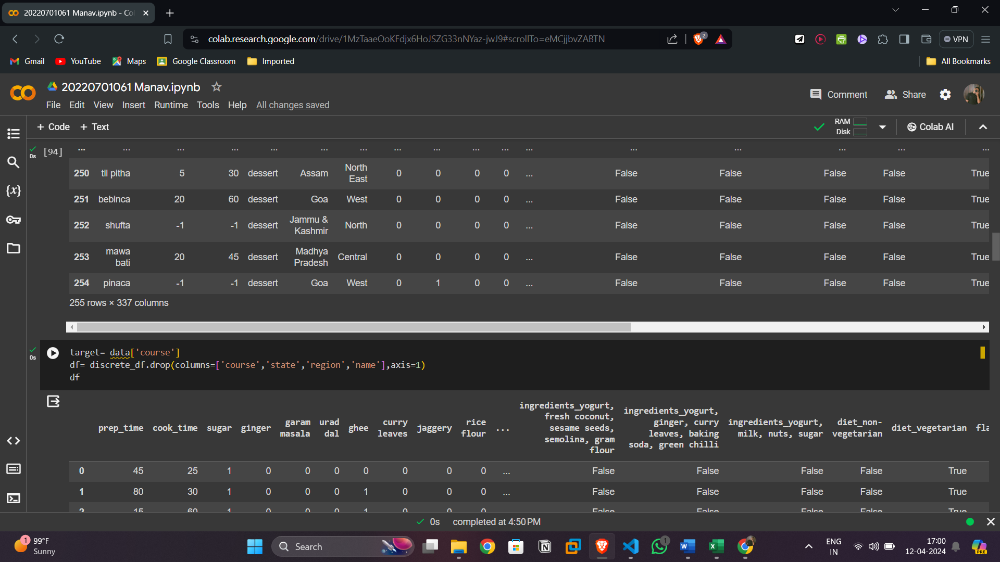 20220701061 Manav.ipynb - Co
colab.research.google.com/drive/1MzTaaeOoKFdjx6HoJSZG33nNYaz-jwJ9#scrollTo=eMCjjbvZABTN
2
VPN
Gmail YouTube Maps Google Classroom Imported All Bookmarks
20220701061 Manav.ipynb
Comment Share
File Edit View Insert Runtime Tools Help All changes saved
+ Code + Text
RAM
Disk
Colab AI
0s
[94] ... ... ... ... ... ... ... ... ... ... ... ... ... ... ... ... ...
250 til pitha 5 30 dessert Assam North East 0 0 0 0 ... False False False False True
251 bebinca 20 60 dessert Goa West 0 0 0 0 ... False False False False True
252 shufta -1 -1 dessert Jammu & Kashmir North 0 0 0 0 ... False False False False True
253 mawa bati 20 45 dessert Madhya Pradesh Central 0 0 0 0 ... False False False False True
254 pinaca -1 -1 dessert Goa West 0 1 0 0 ... False False False False True
255 rows × 337 columns
0s
target= data['course']
df= discrete_df.drop(columns=['course','state','region','name'],axis=1)
df
prep_time cook_time sugar ginger garam masala urad dal ghee curry leaves jaggery rice flour ... ingredients_yogurt, fresh coconut, sesame seeds, semolina, gram flour ingredients_yogurt, ginger, curry leaves, baking soda, green chilli ingredients_yogurt, milk, nuts, sugar diet_non-vegetarian diet_vegetarian fla
0 45 25 1 0 0 0 0 0 0 0 ... False False False False True
1 80 30 1 0 0 0 1 0 0 0 ... False False False False True
2 15 60 1 0 0 0 1 0 0 0 False False False False True
0s completed at 4:50 PM
1
99°F
Sunny
Search
1
ENG
IN
17:00
12-04-2024
PRE